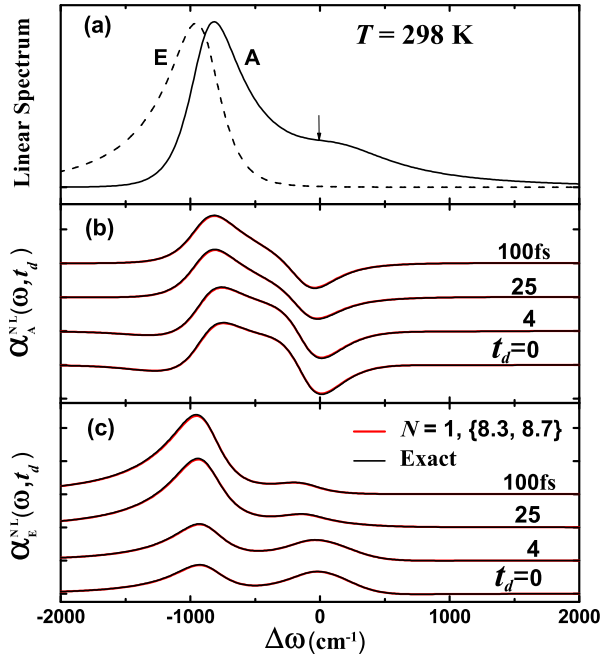 (a)
T = 298 K
E
A
Linear Spectrum
(b)
α_A^{NL}(ω,t_d)
100fs
25
4
t_d=0
(c)
N = 1, {8.3, 8.7}
Exact
α_E^{NL}(ω,t_d)
100fs
25
4
t_d=0
-2000 -1000 0 1000 2000
Δω (cm⁻¹)